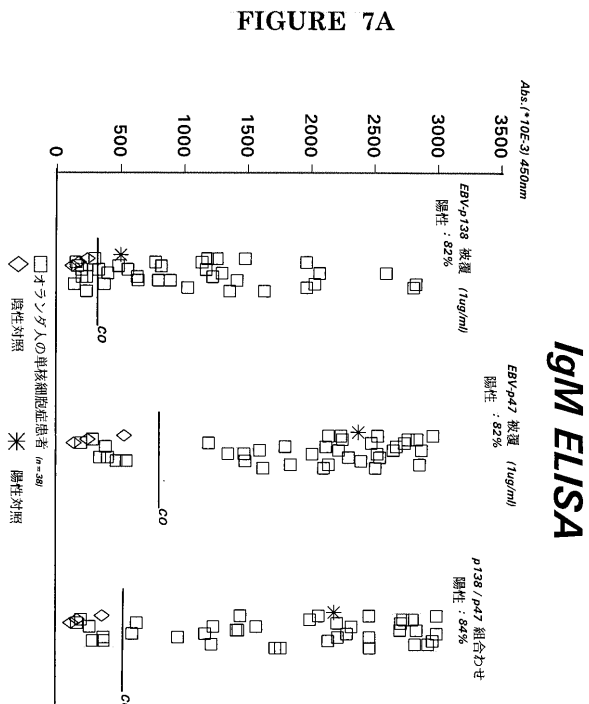 FIGURE 7A
IgM ELISA
Abs.(*10E-3) 450nm
3500
3000
2500
2000
1500
1000
500
0
EBV-p138 被覆 (1ug/ml)
陽性 : 82%
EBV-p47 被覆 (1ug/ml)
陽性 : 82%
p138 / p47 組合わせ
陽性 : 84%
CO
CO
□オランダ人の単核細胞症患者 (n = 38)
◇ 陰性対照
陽性対照